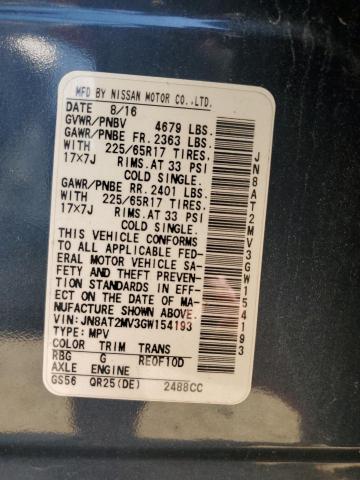 MFD BY NISSAN MOTOR CO.,LTD.
DATE 8/16
GVWR/PNBV 4679 LBS.
GAWR/PNBE FR. 2363 LBS.
WITH 225/65R17 TIRES.
17X7J RIMS.AT 33 PSI
COLD SINGLE.
GAWR/PNBE RR. 2401 LBS.
WITH 225/65R17 TIRES.
17X7J RIMS.AT 33 PSI
COLD SINGLE.
THIS VEHICLE CONFORMS
TO ALL APPLICABLE FED-
ERAL MOTOR VEHICLE SA-
FETY AND THEFT PREVEN-
TION STANDARDS IN EFF-
ECT ON THE DATE OF MA-
NUFACTURE SHOWN ABOVE.
VIN:JN8AT2MV3GW154193
TYPE:MPV
COLOR TRIM TRANS
RBG G RE0F10D
AXLE ENGINE
GS56 QR25(DE) 2488CC
JN8AT2MV3GW154193